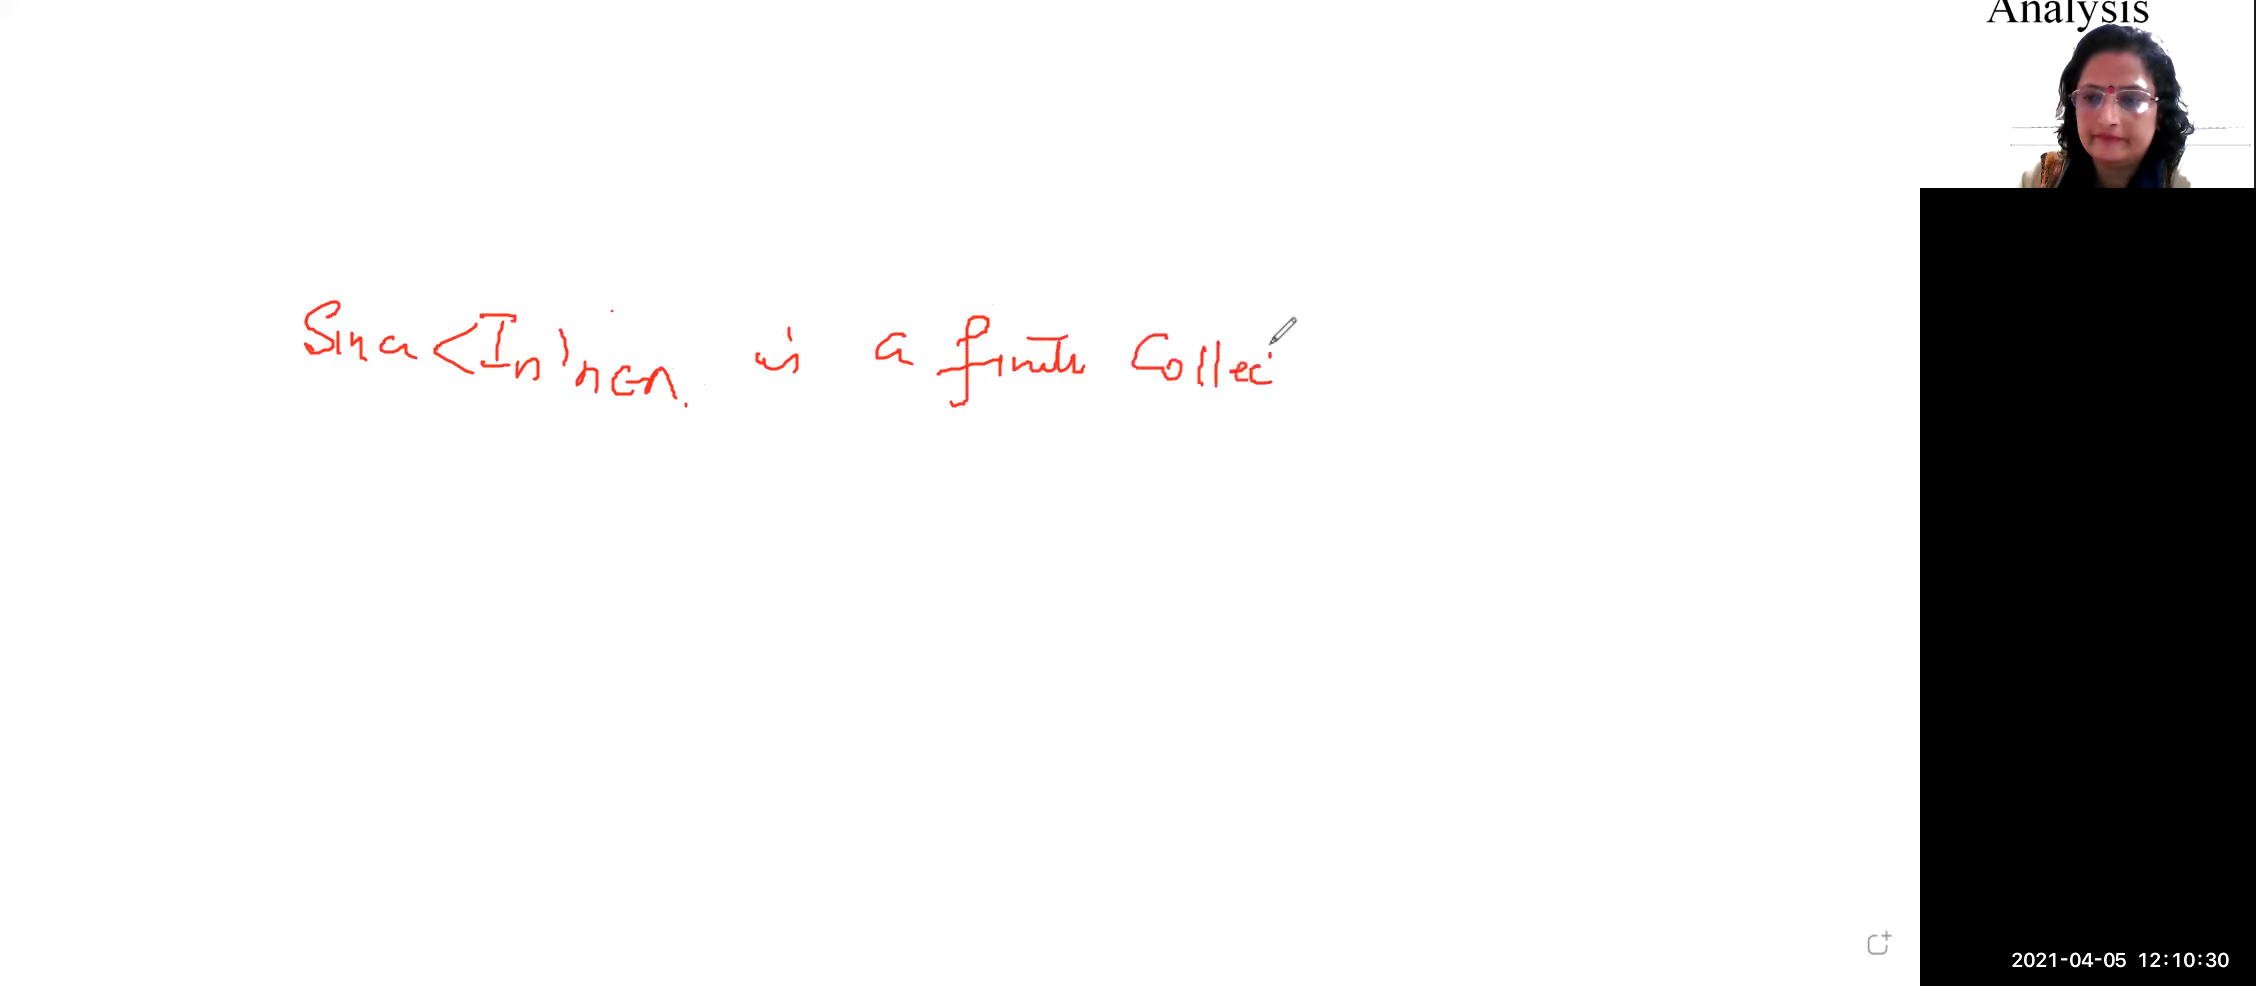 Analysis
Since <In>n∈n. is a finite Collec
2021-04-05 12:10:30